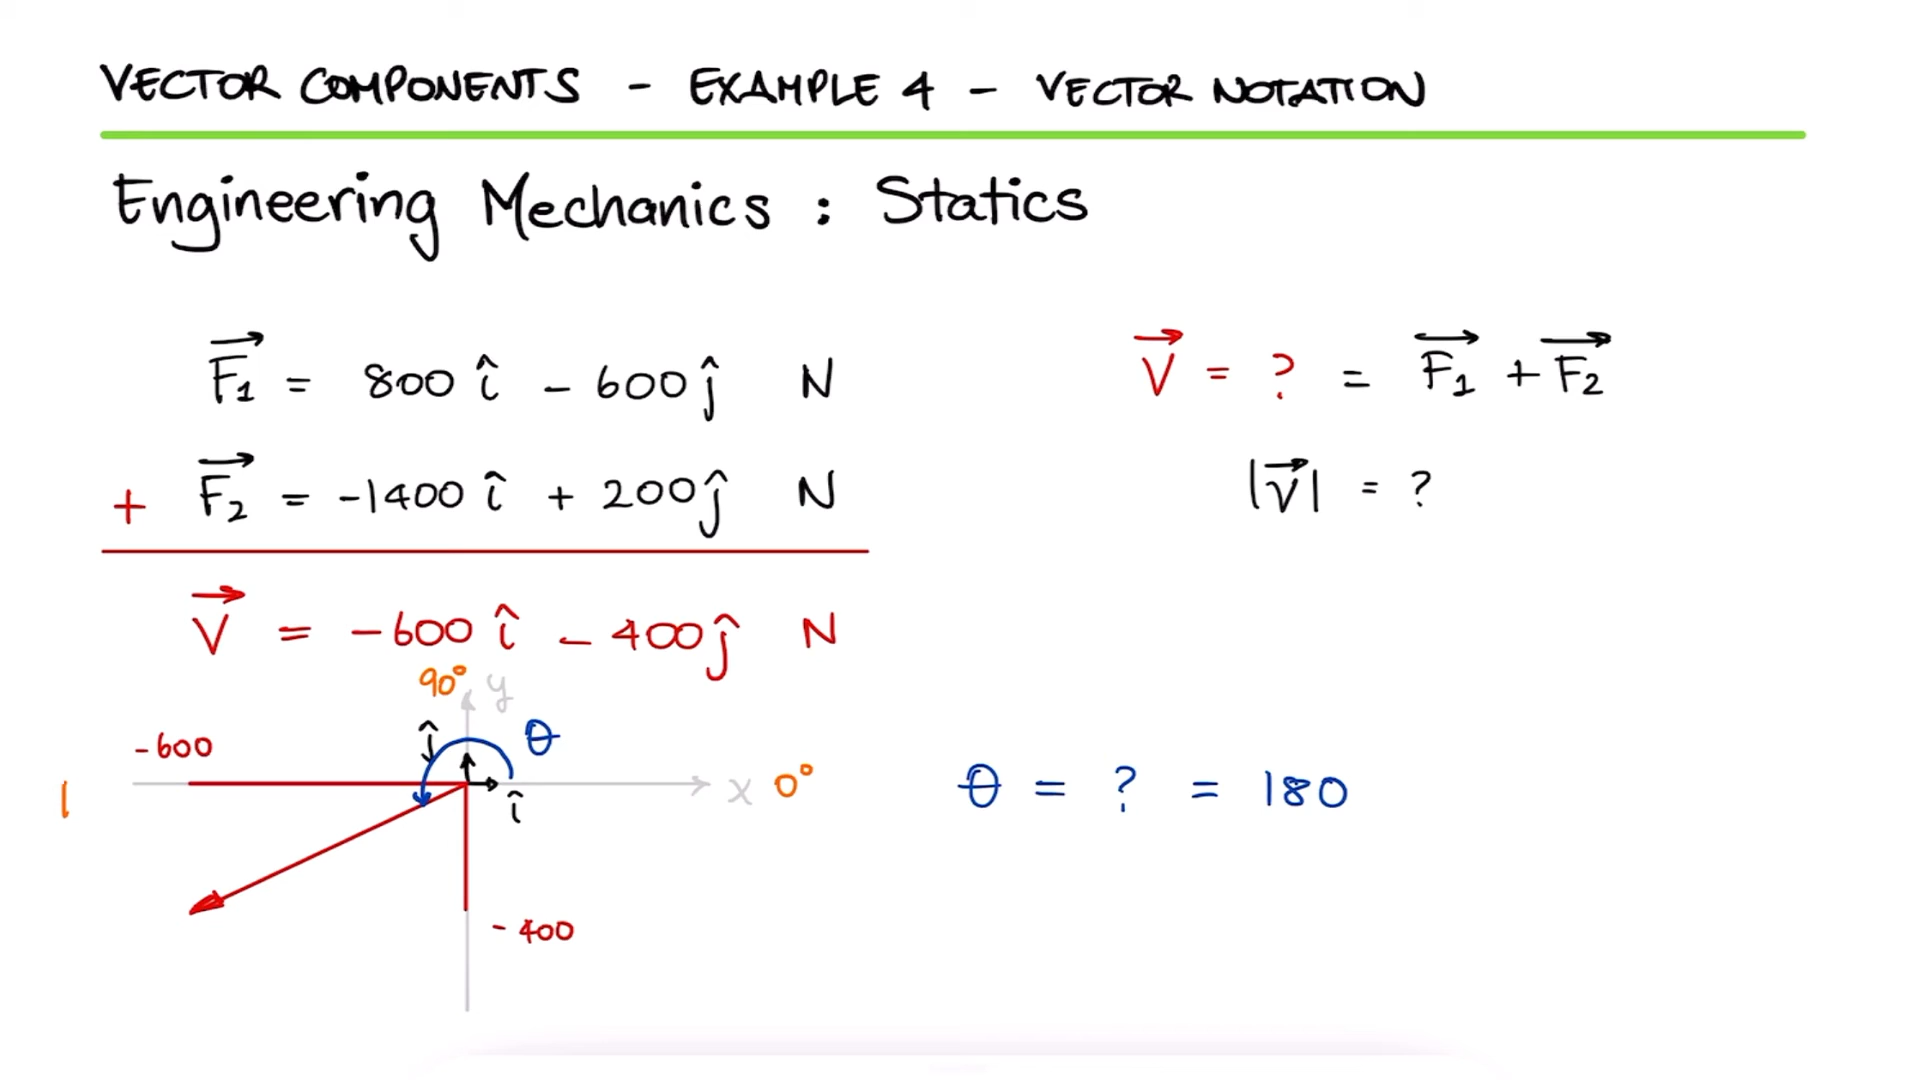 VECTOR COMPONENTS - EXAMPLE 4 - VECTOR NOTATION
Engineering Mechanics : Statics
F₁ = 800 î - 600 ĵ N
V = ? = F₁ + F₂
+ F₂ = -1400 î + 200 ĵ N
|V| = ?
V = -600 î - 400 ĵ N
90° y
ĵ θ
-600
x 0°
î
1
-400
θ = ? = 180